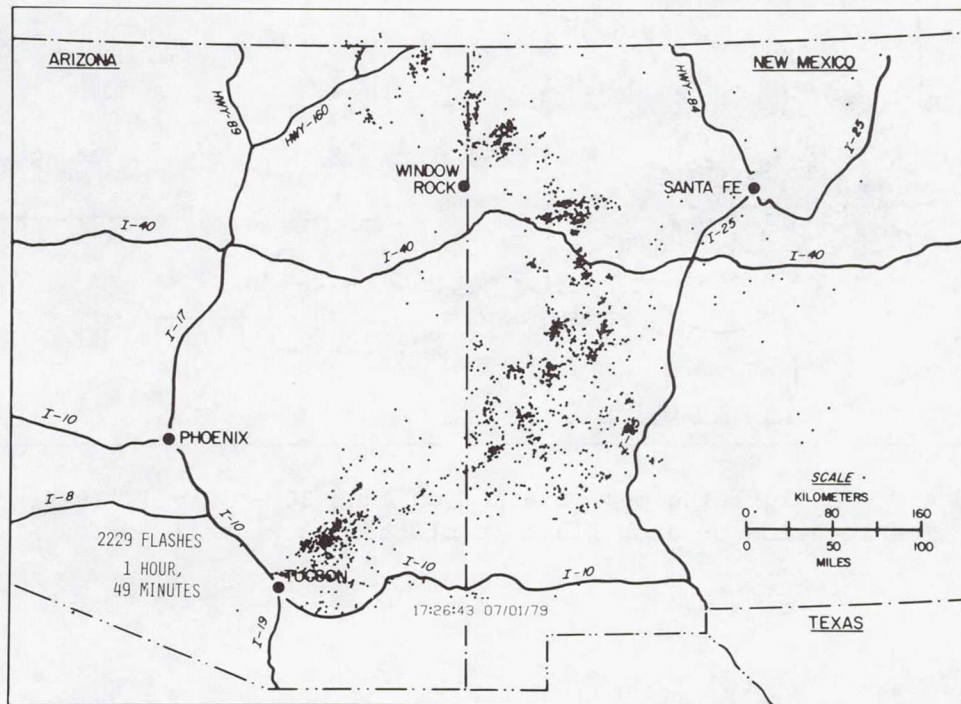 ARIZONA
NEW MEXICO
HWY-89
HWY-160
HWY-84
I-25
WINDOW
ROCK
SANTA F.E
I-40
I-40
I-25
I-40
I-17
I-10
PHOENIX
I-8
I-10
SCALE
KILOMETERS
0 80 160
0 50 100
MILES
2229 FLASHES
1 HOUR,
49 MINUTES
TUCSON
I-10
I-10
17:26:43 07/01/79
I-19
TEXAS